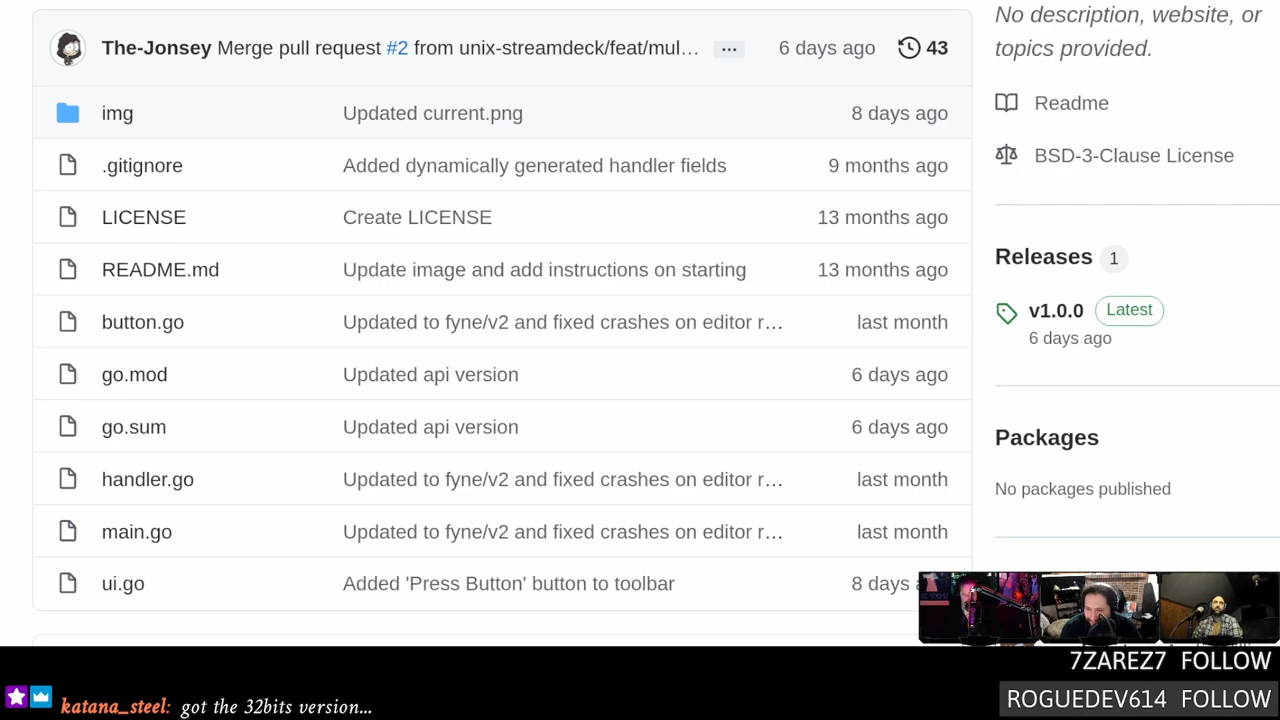 No description, website, or
topics provided.
The-Jonsey Merge pull request #2 from unix-streamdeck/feat/mul… ... 6 days ago 43
img Updated current.png 8 days ago
Readme
.gitignore Added dynamically generated handler fields 9 months ago
BSD-3-Clause License
LICENSE Create LICENSE 13 months ago
README.md Update image and add instructions on starting 13 months ago
Releases 1
button.go Updated to fyne/v2 and fixed crashes on editor r… last month
v1.0.0 Latest
6 days ago
go.mod Updated api version 6 days ago
go.sum Updated api version 6 days ago
Packages
handler.go Updated to fyne/v2 and fixed crashes on editor r… last month
No packages published
main.go Updated to fyne/v2 and fixed crashes on editor r… last month
ui.go Added 'Press Button' button to toolbar 8 days
7ZAREZ7 FOLLOW
katana_steel: got the 32bits version...
ROGUEDEV614 FOLLOW